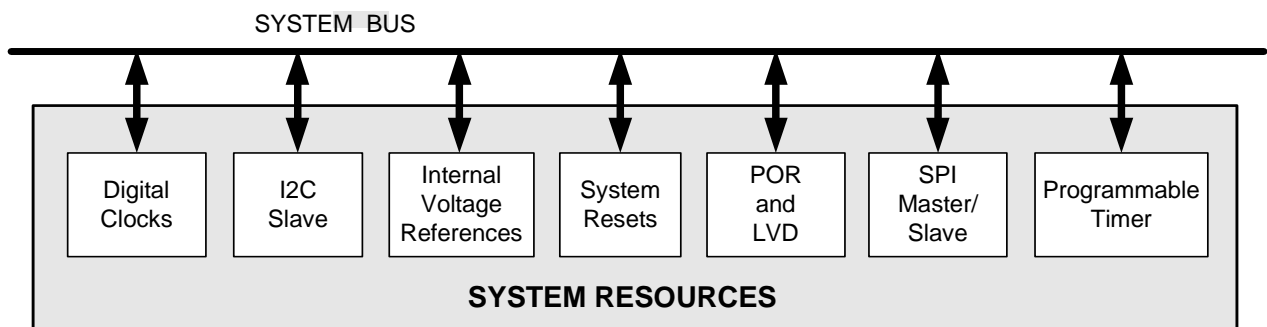 SYSTEM BUS
Digital
Clocks
I2C
Slave
Internal
Voltage
References
System
Resets
POR
and
LVD
SPI
Master/
Slave
Programmable
Timer
SYSTEM RESOURCES